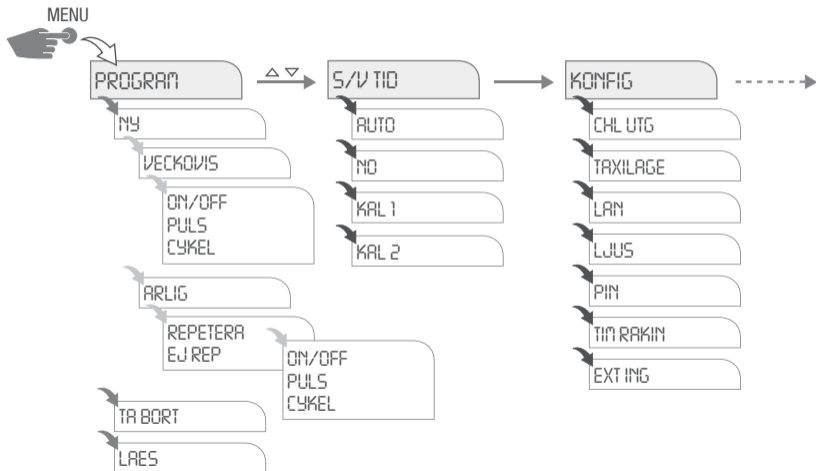 MENU
PROGRAM
NY
VECKOVIS
ON/OFF
PULS
CYKEL
ARLIG
REPETERA
EJ REP
ON/OFF
PULS
CYKEL
TA BORT
LAES
S/V TID
AUTO
NO
KAL 1
KAL 2
KONFIG
CHL UTG
TAXILAGE
LAN
LJUS
PIN
TIM RAKIN
EXT ING